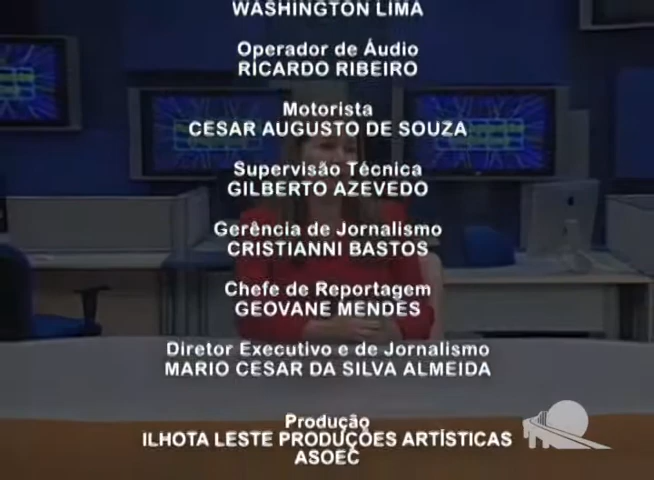 WASHINGTON LIMA
Operador de Áudio
RICARDO RIBEIRO
Motorista
CESAR AUGUSTO DE SOUZA
Supervisão Técnica
GILBERTO AZEVEDO
Gerência de Jornalismo
CRISTIANNI BASTOS
Chefe de Reportagem
GEOVANE MENDES
Diretor Executivo e de Jornalismo
MARIO CESAR DA SILVA ALMEIDA
Produção
ILHOTA LESTE PRODUÇÕES ARTÍSTICAS
ASOEC